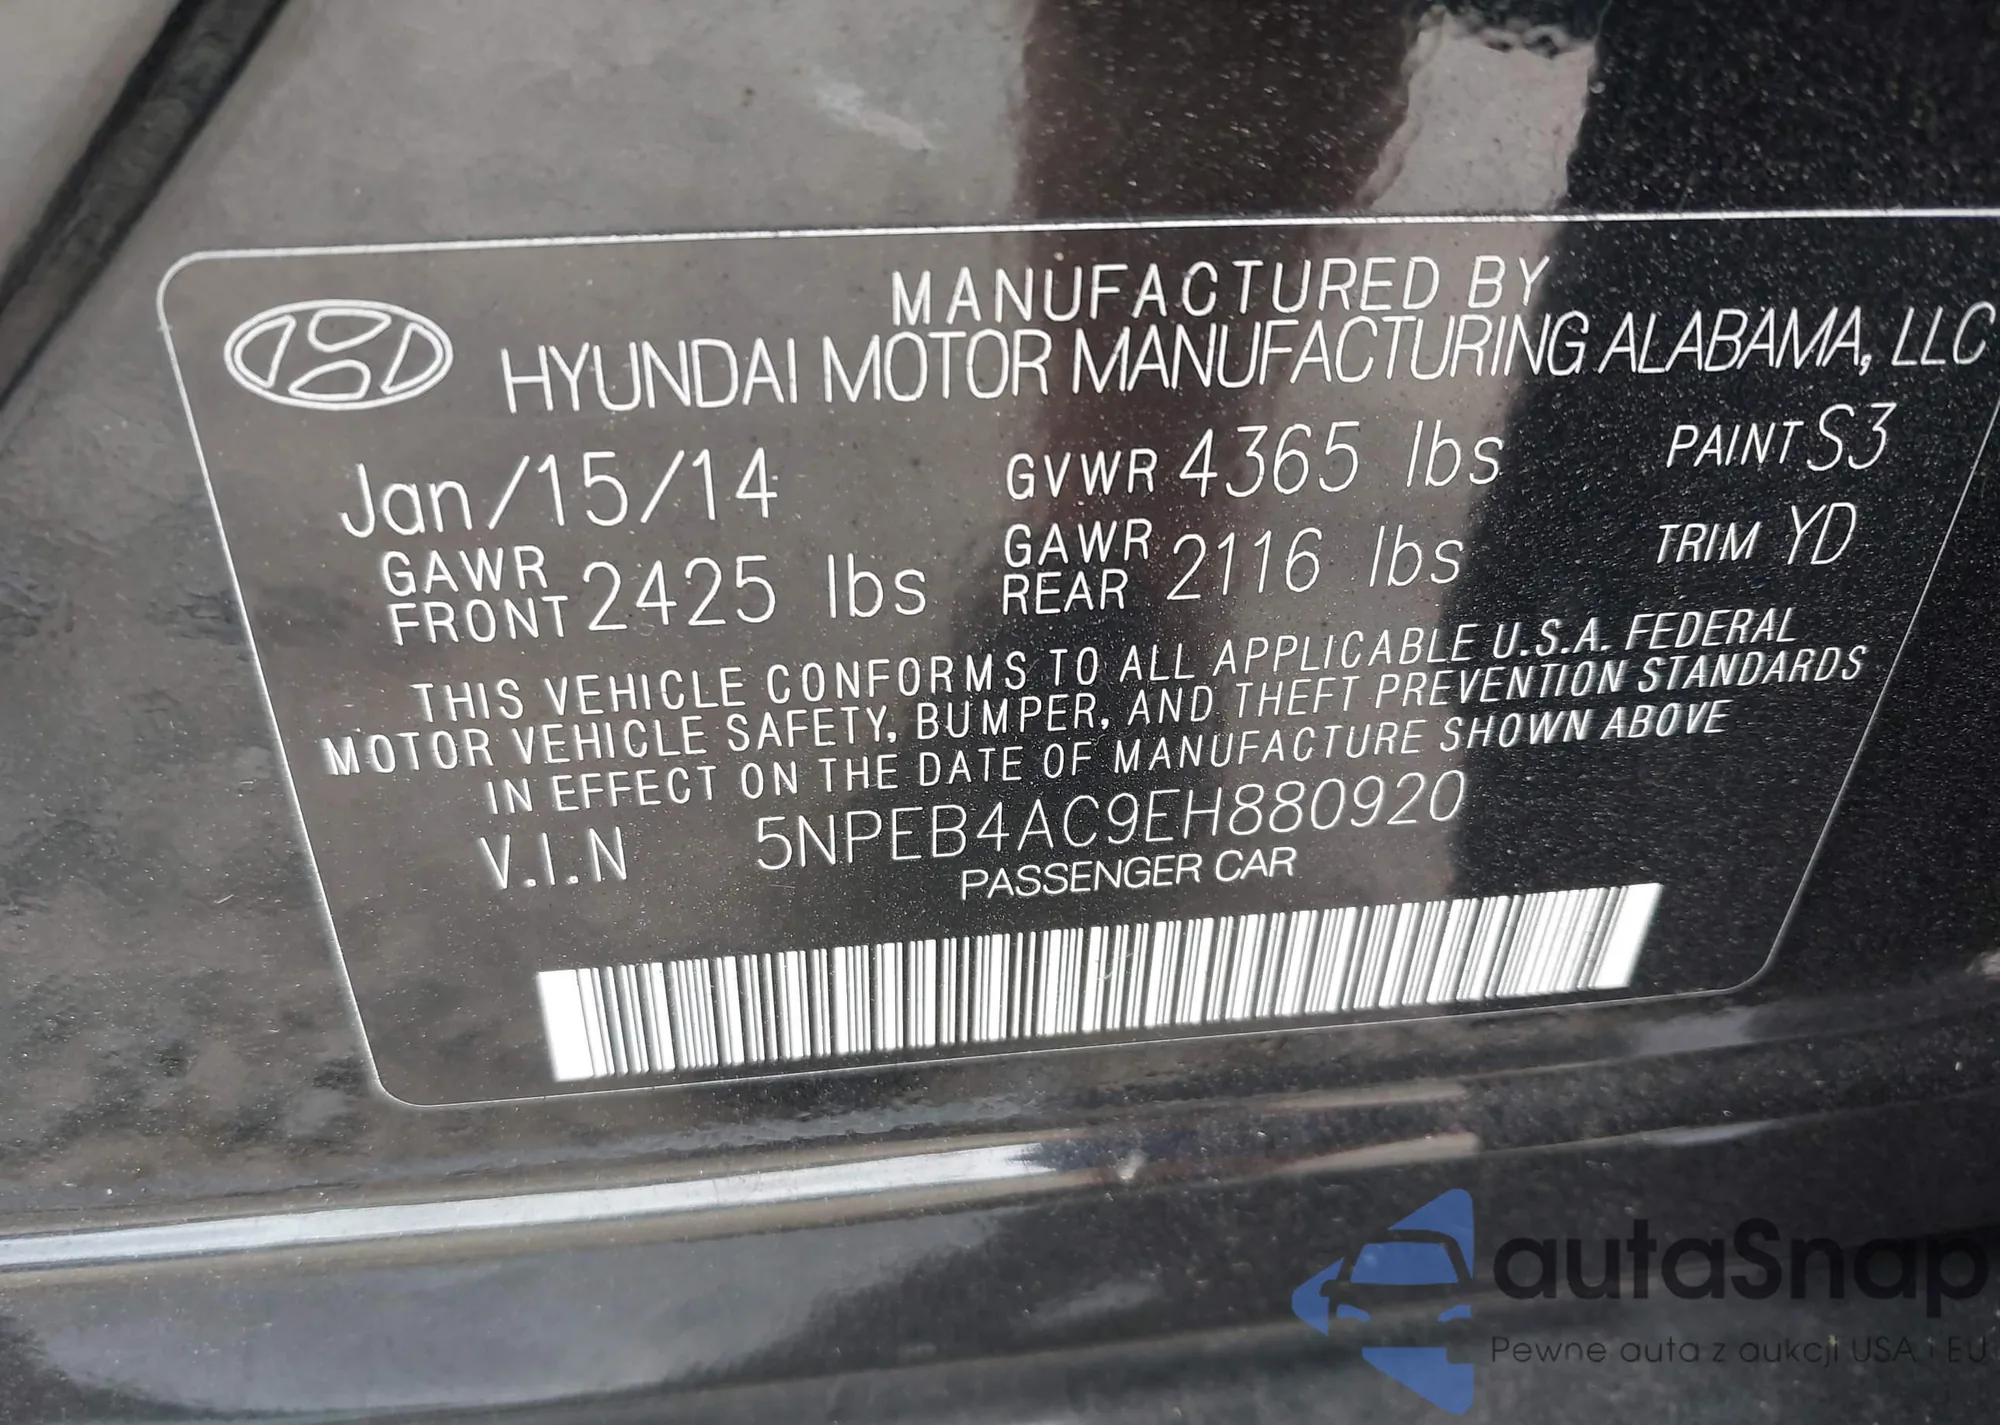 MANUFACTURED BY
HYUNDAI MOTOR MANUFACTURING ALABAMA, LLC
Jan/15/14 GVWR 4365 lbs PAINT S3
GAWR FRONT 2425 lbs GAWR REAR 2116 lbs TRIM YD
THIS VEHICLE CONFORMS TO ALL APPLICABLE U.S.A. FEDERAL
MOTOR VEHICLE SAFETY, BUMPER, AND THEFT PREVENTION STANDARDS
IN EFFECT ON THE DATE OF MANUFACTURE SHOWN ABOVE
V.I.N 5NPEB4AC9EH880920
PASSENGER CAR
autaSnap
Pewne auta z aukcji USA i EU